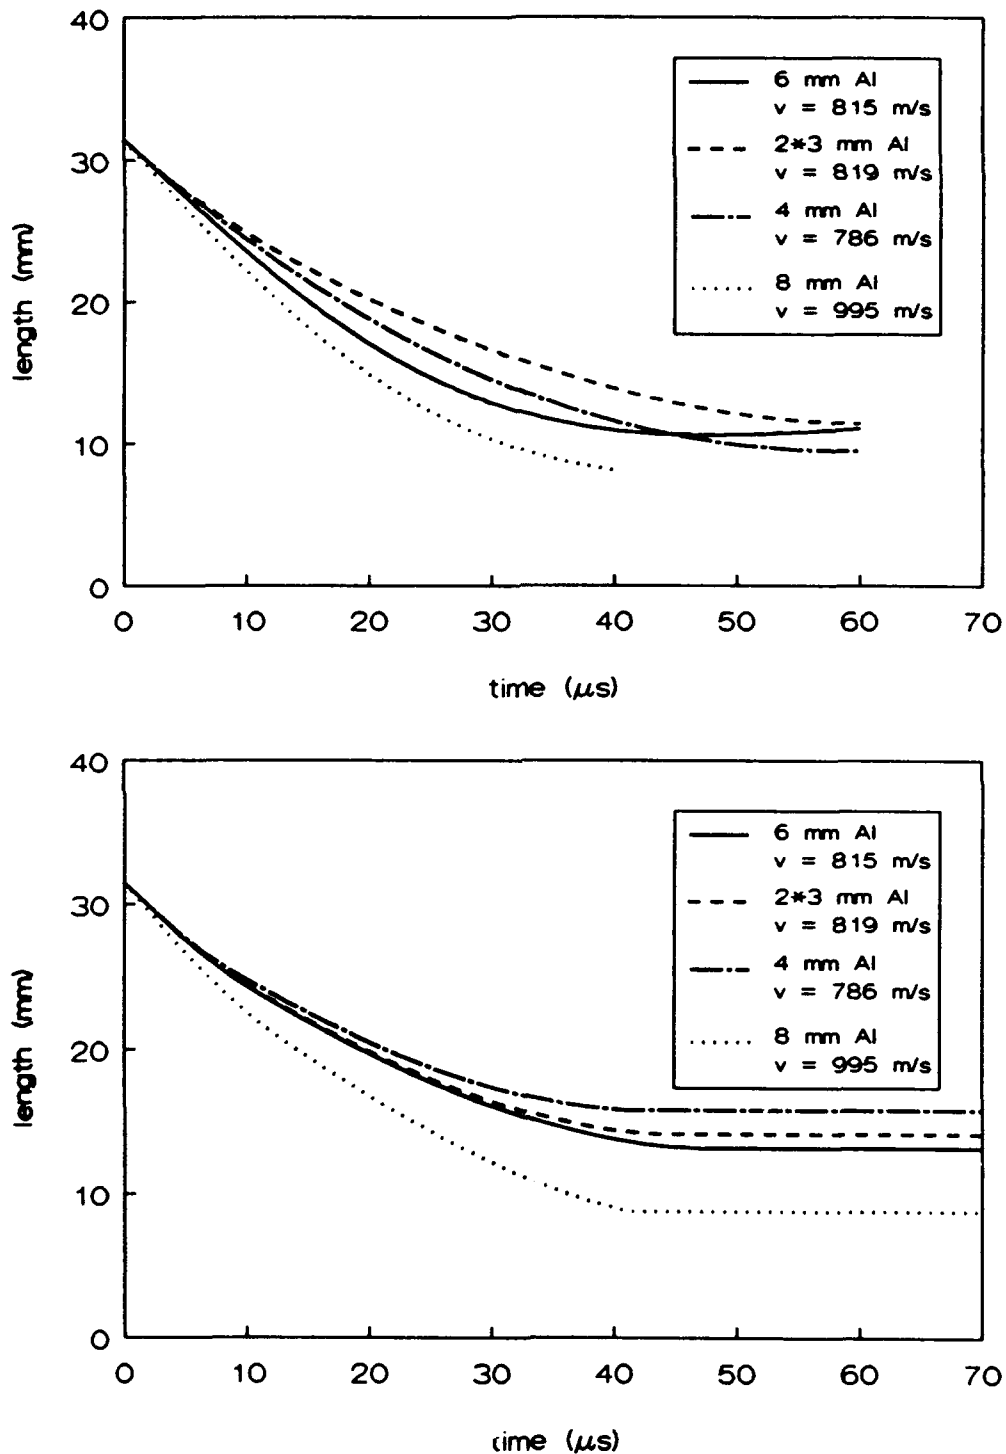 40
30
20
10
0
length (mm)
6 mm Al
v = 815 m/s
2*3 mm Al
v = 819 m/s
4 mm Al
v = 786 m/s
8 mm Al
v = 995 m/s
0 10 20 30 40 50 60 70
time (μs)
40
30
20
10
0
length (mm)
6 mm Al
v = 815 m/s
2*3 mm Al
v = 819 m/s
4 mm Al
v = 786 m/s
8 mm Al
v = 995 m/s
0 10 20 30 40 50 60 70
time (μs)